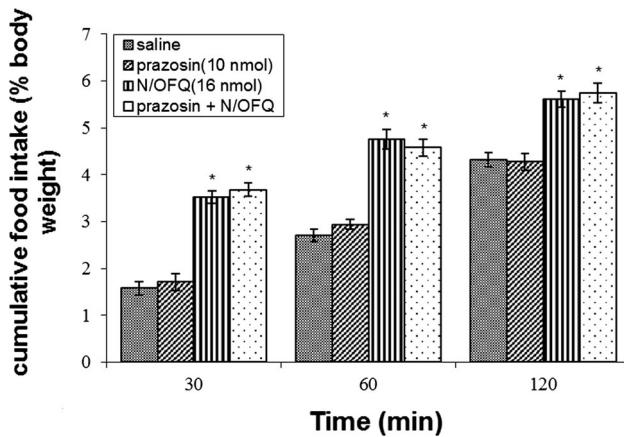 cumulative food intake (% body
weight)
7
6
5
4
3
2
1
0
saline
prazosin(10 nmol)
N/OFQ(16 nmol)
prazosin + N/OFQ
* *
* *
* *
30 60 120
Time (min)